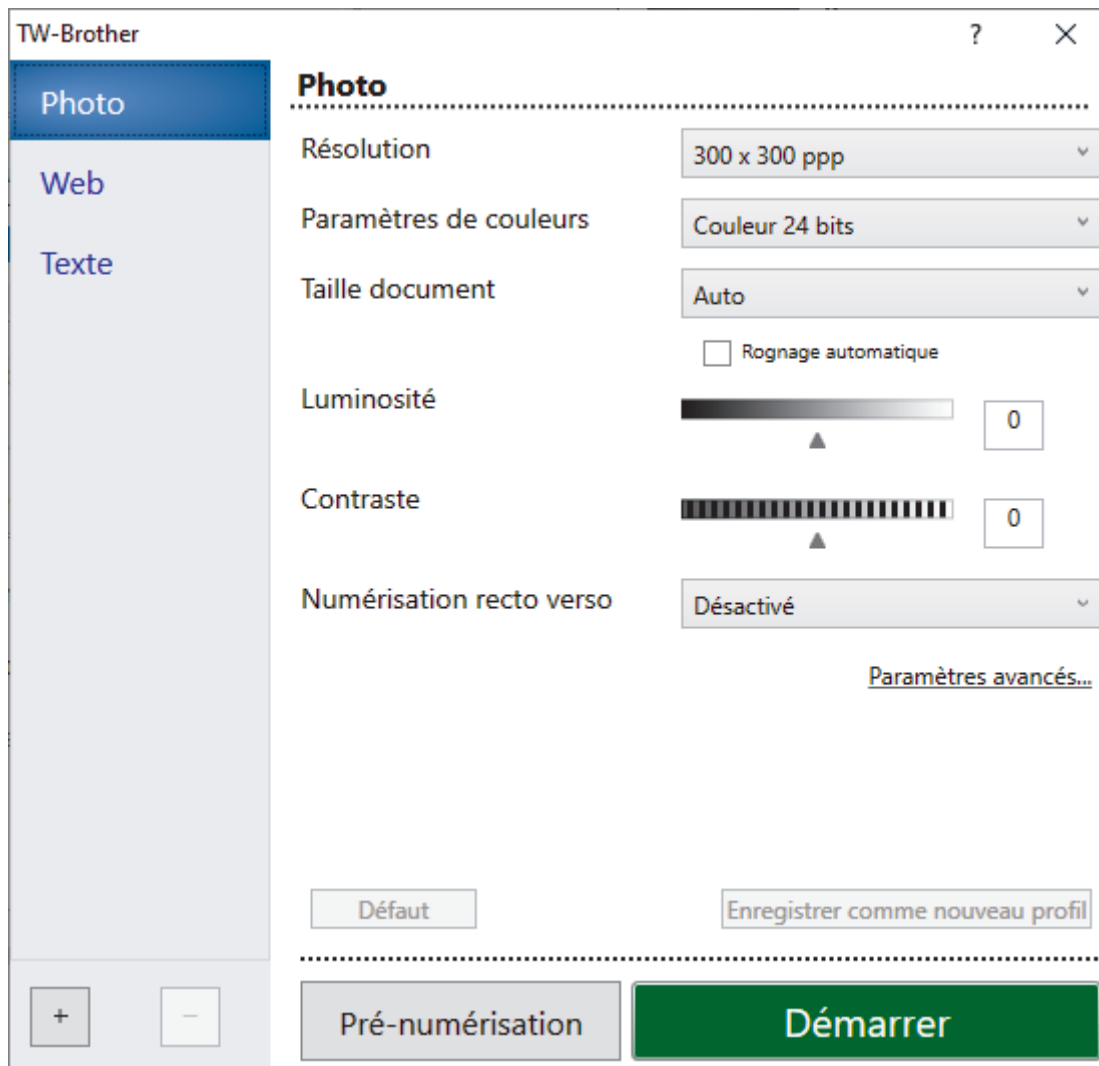 TW-Brother
?
Photo
Web
Texte
Photo
Résolution
300 x 300 ppp
Paramètres de couleurs
Couleur 24 bits
Taille document
Auto
Rognage automatique
Luminosité
0
Contraste
0
Numérisation recto verso
Désactivé
Paramètres avancés...
Défaut
Enregistrer comme nouveau profil
+
−
Pré-numérisation
Démarrer